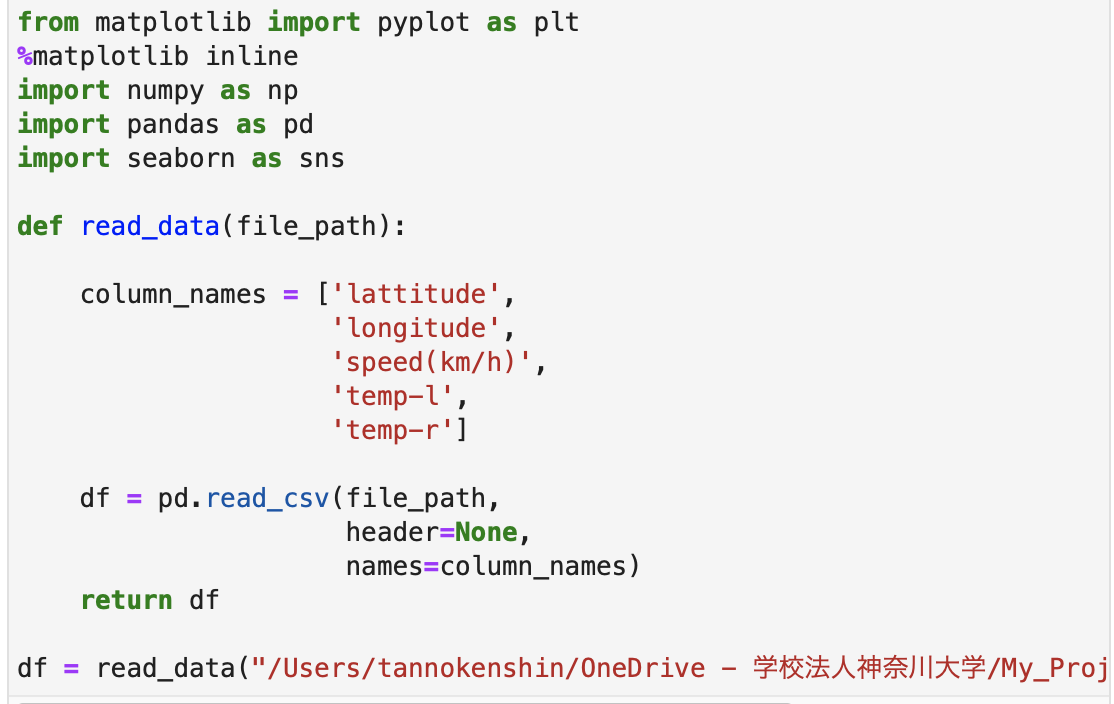 from matplotlib import pyplot as plt
%matplotlib inline
import numpy as np
import pandas as pd
import seaborn as sns
def read_data(file_path):
column_names = ['lattitude',
'longitude',
'speed(km/h)',
'temp-l',
'temp-r']
df = pd.read_csv(file_path,
header=None,
names=column_names)
return df
df = read_data("/Users/tannokenshin/OneDrive - 学校法人神奈川大学/My_Proj